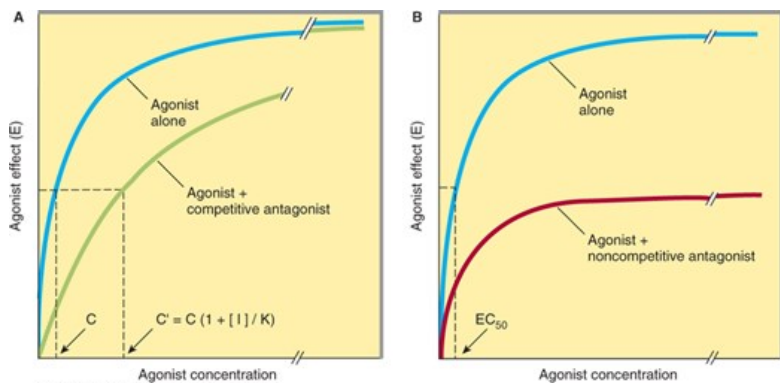 A
Agonist effect (E)
Agonist
alone
Agonist +
competitive antagonist
C
C' = C (1 + [ I ] / K)
Agonist concentration
B
Agonist effect (E)
Agonist
alone
Agonist +
noncompetitive antagonist
EC₅₀
Agonist concentration